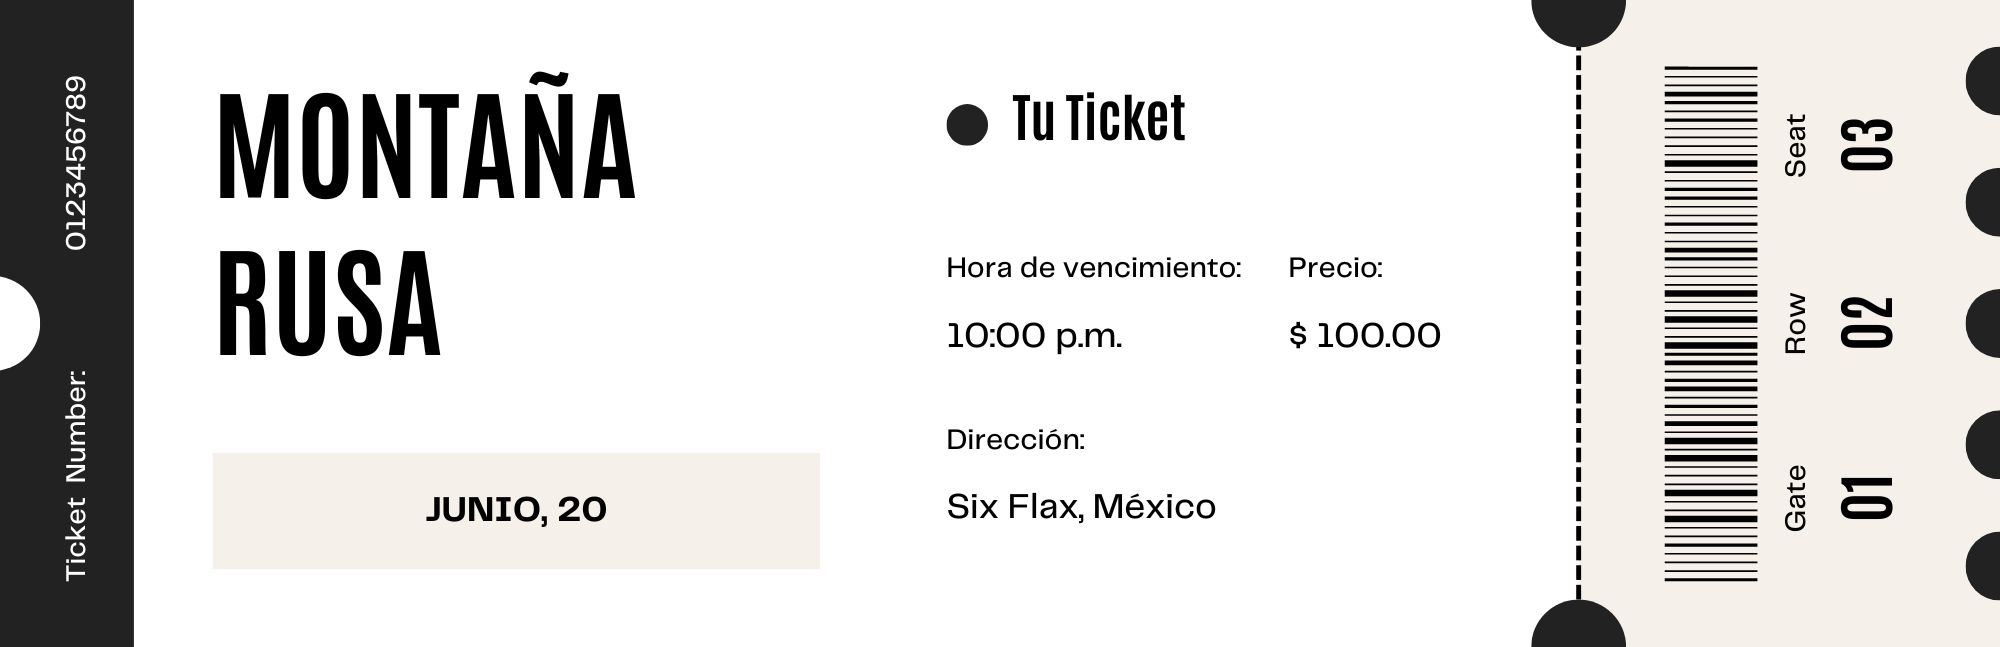 Ticket Number: 0123456789
MONTAÑA
RUSA
JUNIO, 20
Tu Ticket
Hora de vencimiento: Precio:
10:00 p.m. $ 100.00
Dirección:
Six Flax, México
Gate Row Seat
01 02 03